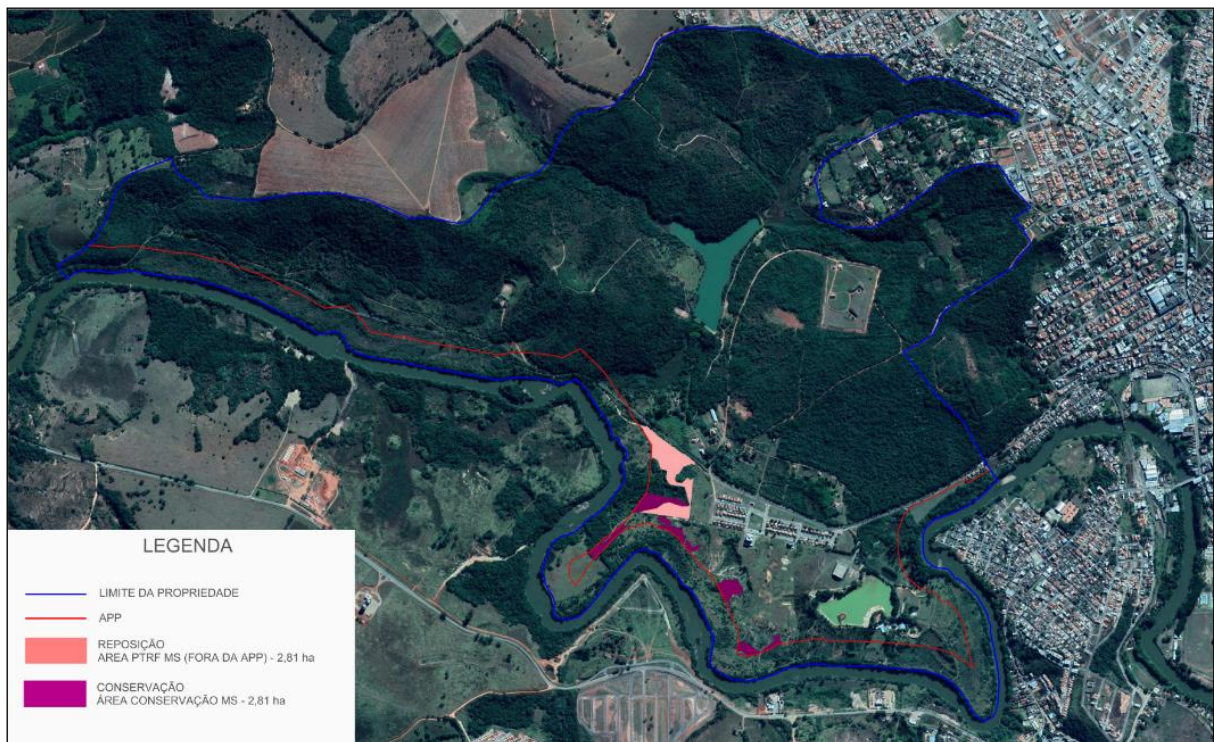 LEGENDA
LIMITE DA PROPRIEDADE
APP
REPOSIÇÃO
AREA PTRF MS (FORA DA APP) - 2,81 ha
CONSERVAÇÃO
ÁREA CONSERVAÇÃO MS - 2,81 ha